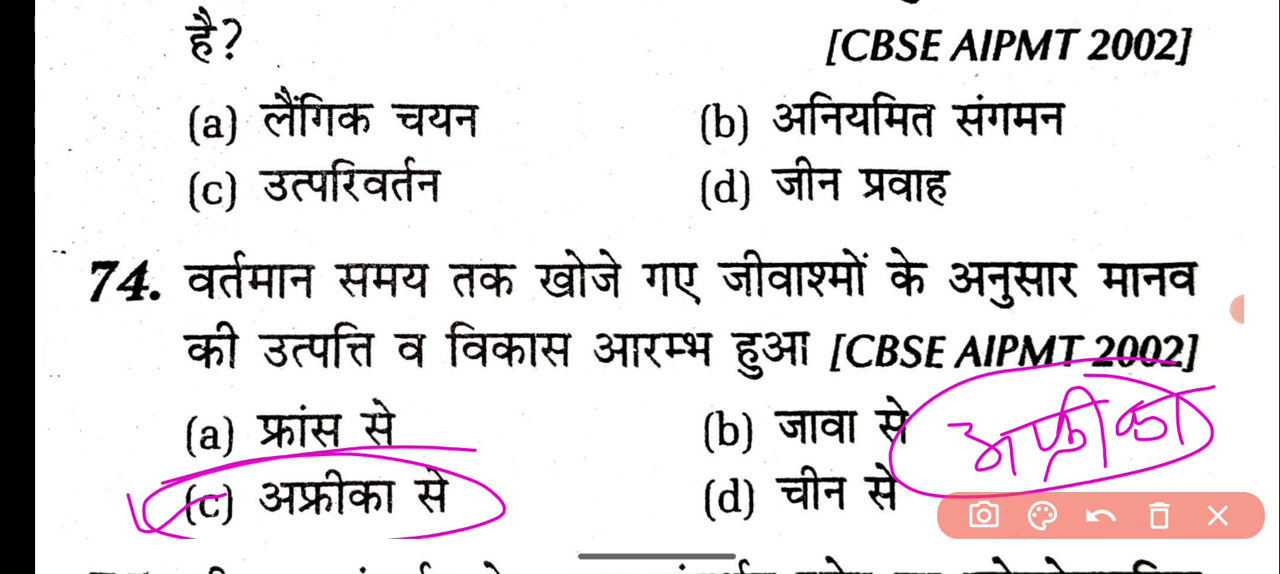 है? [CBSE AIPMT 2002]
(a) लैंगिक चयन (b) अनियमित संगमन
(c) उत्परिवर्तन (d) जीन प्रवाह
74. वर्तमान समय तक खोजे गए जीवाश्मों के अनुसार मानव
की उत्पत्ति व विकास आरम्भ हुआ [CBSE AIPMT 2002]
(a) फ्रांस से (b) जावा से अफ्रीका
(c) अफ्रीका से (d) चीन से